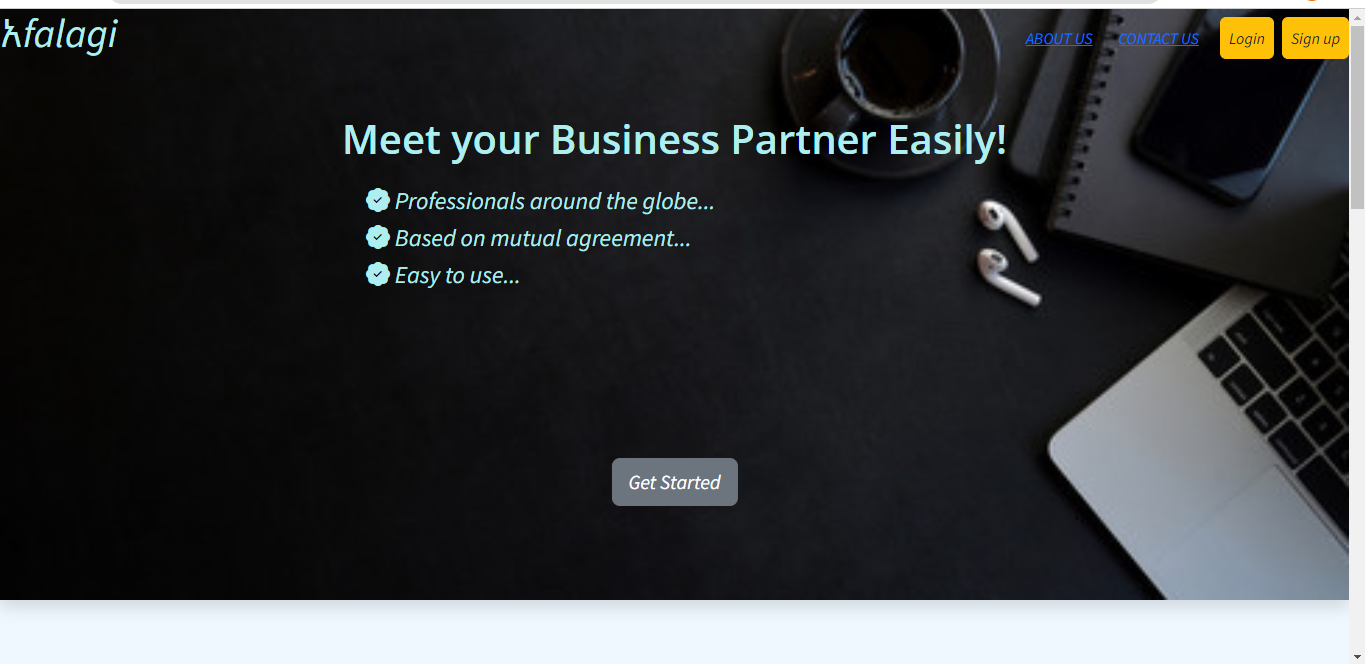 አfalagi
ABOUT US CONTACT US Login Sign up
Meet your Business Partner Easily!
Professionals around the globe...
Based on mutual agreement...
Easy to use...
Get Started